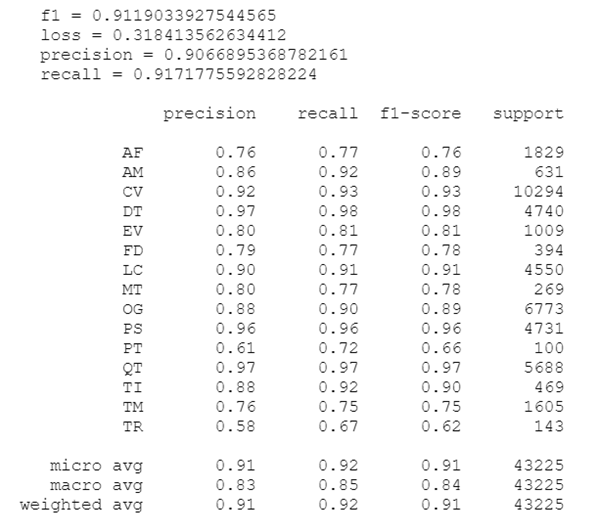 f1 = 0.9119033927544565
loss = 0.318413562634412
precision = 0.9066895368782161
recall = 0.9171775592828224
precision recall f1-score support
AF 0.76 0.77 0.76 1829
AM 0.86 0.92 0.89 631
CV 0.92 0.93 0.93 10294
DT 0.97 0.98 0.98 4740
EV 0.80 0.81 0.81 1009
FD 0.79 0.77 0.78 394
LC 0.90 0.91 0.91 4550
MT 0.80 0.77 0.78 269
OG 0.88 0.90 0.89 6773
PS 0.96 0.96 0.96 4731
PT 0.61 0.72 0.66 100
QT 0.97 0.97 0.97 5688
TI 0.88 0.92 0.90 469
TM 0.76 0.75 0.75 1605
TR 0.58 0.67 0.62 143
micro avg 0.91 0.92 0.91 43225
macro avg 0.83 0.85 0.84 43225
weighted avg 0.91 0.92 0.91 43225